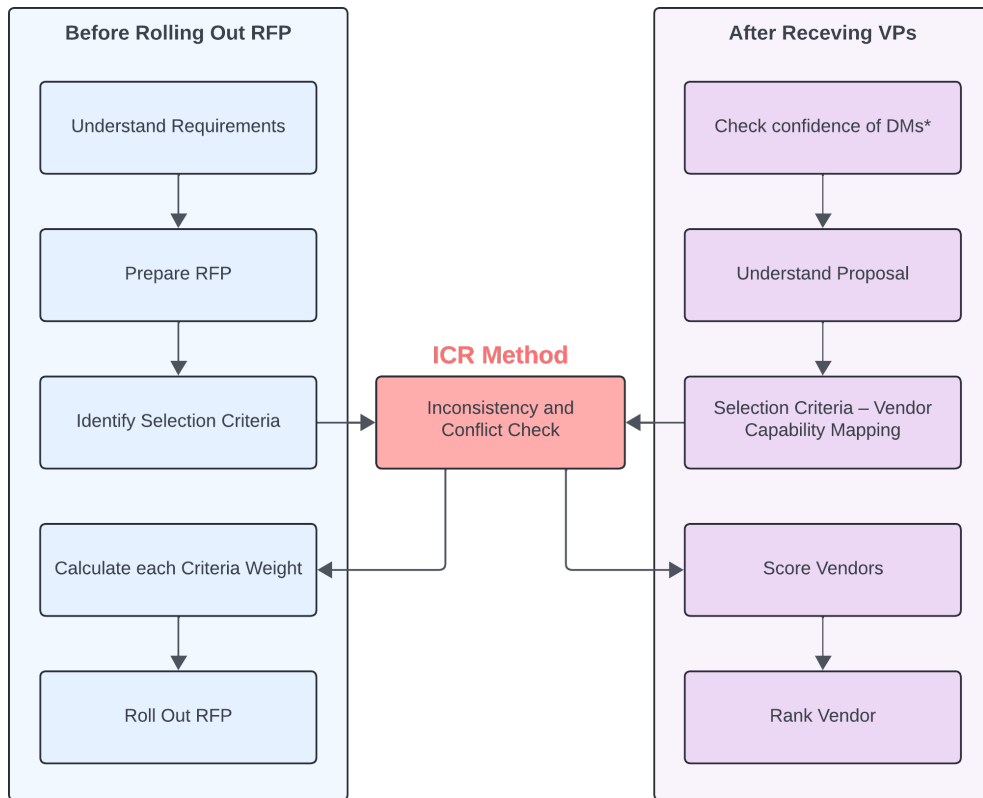 Before Rolling Out RFP
Understand Requirements
Prepare RFP
Identify Selection Criteria
Calculate each Criteria Weight
Roll Out RFP
ICR Method
Inconsistency and
Conflict Check
After Receving VPs
Check confidence of DMs*
Understand Proposal
Selection Criteria – Vendor
Capability Mapping
Score Vendors
Rank Vendor